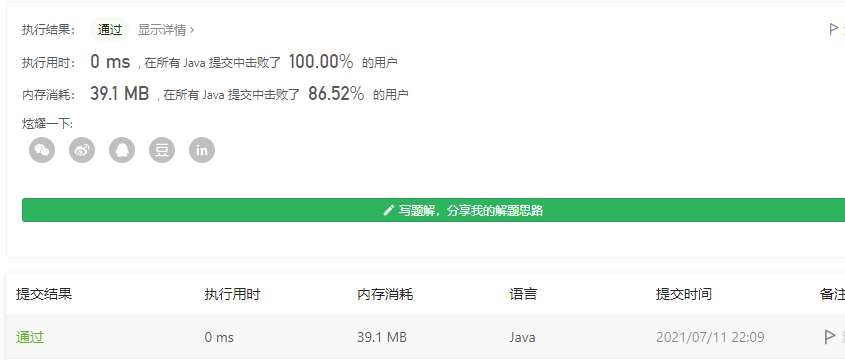 执行结果： 通过 显示详情 ›
执行用时： 0 ms , 在所有 Java 提交中击败了 100.00% 的用户
内存消耗： 39.1 MB , 在所有 Java 提交中击败了 86.52% 的用户
炫耀一下:
豆 in
写题解，分享我的解题思路
提交结果 执行用时 内存消耗 语言 提交时间 备注
通过 0 ms 39.1 MB Java 2021/07/11 22:09